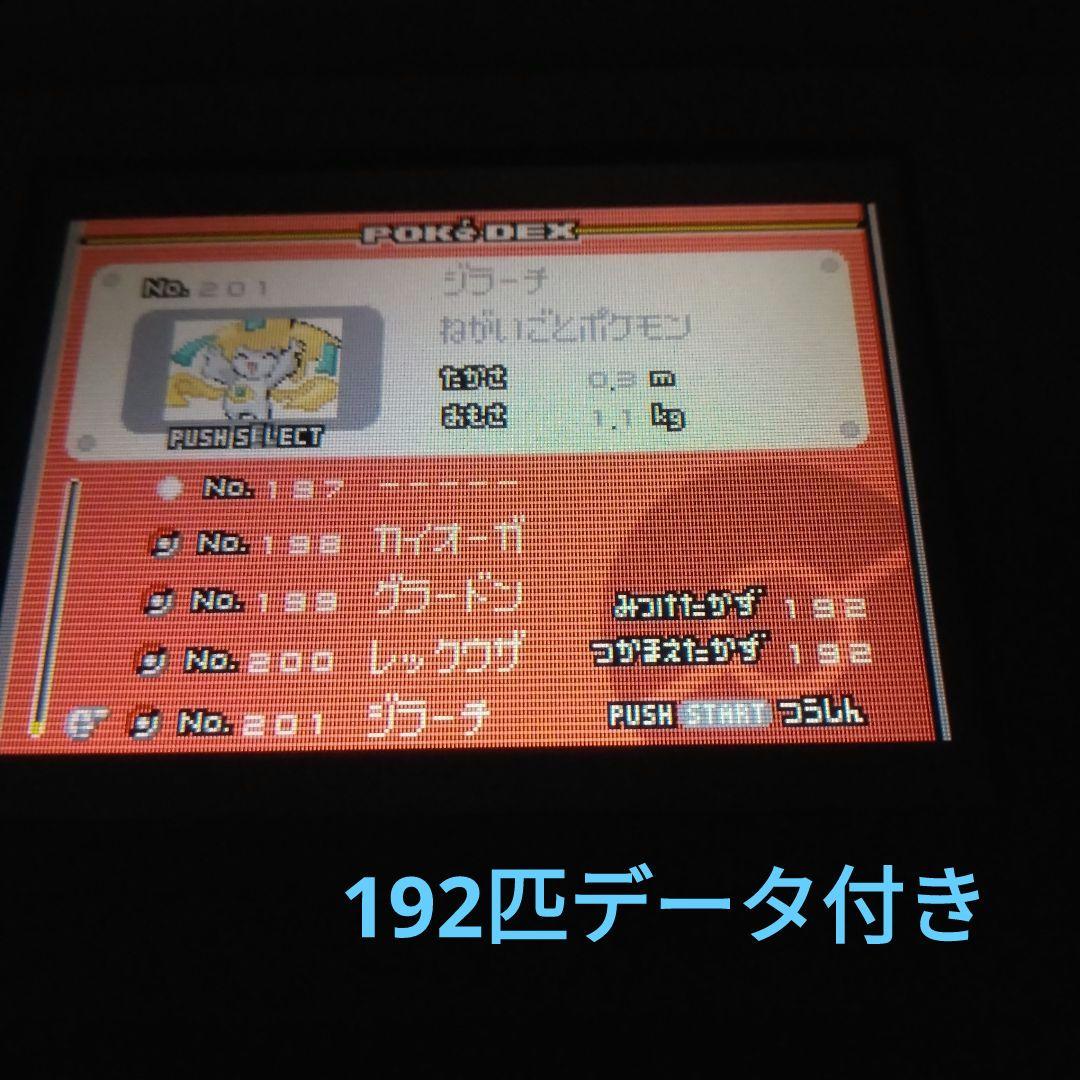 POKéDEX
No.201 ジラーチ
ねがいごとポケモン
たかさ 0.3 m
おもさ 1.1 kg
PUSH SELECT
No.197 -----
No.198 カイオーガ
No.199 グラードン
みつけたかず 192
No.200 レックウザ
つかまえたかず 192
No.201 ジラーチ
PUSH START つうしん
192匹データ付き